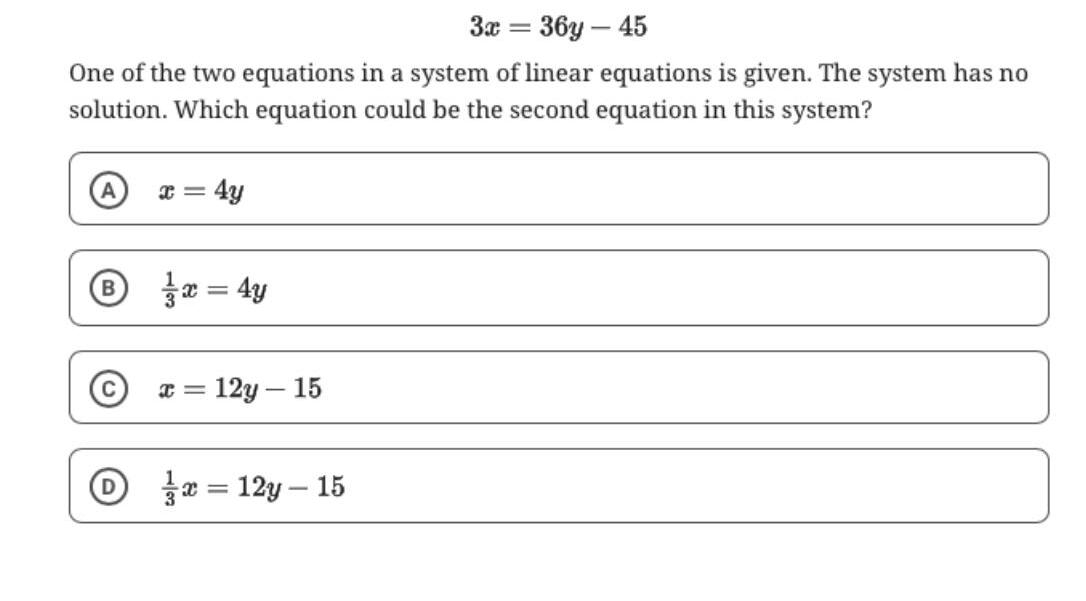 3x = 36y − 45
One of the two equations in a system of linear equations is given. The system has no
solution. Which equation could be the second equation in this system?
A x = 4y
B 1/3 x = 4y
C x = 12y − 15
D 1/3 x = 12y − 15